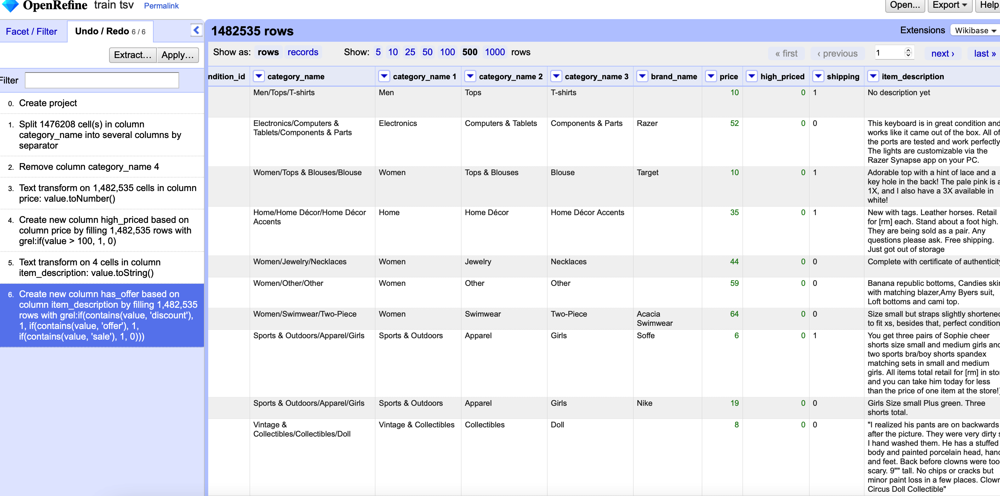 OpenRefine train tsv Permalink
Open... Export Help
Facet / Filter Undo / Redo 6 / 6
1482535 rows
Extensions Wikibase
Extract... Apply...
Show as: rows records Show: 5 10 25 50 100 500 1000 rows
« first ‹ previous 1 next › last »
Filter
0. Create project
1. Split 1476208 cell(s) in column
category_name into several columns by
separator
2. Remove column category_name 4
3. Text transform on 1,482,535 cells in column
price: value.toNumber()
4. Create new column high_priced based on
column price by filling 1,482,535 rows with
grel:if(value > 100, 1, 0)
5. Text transform on 4 cells in column
item_description: value.toString()
6. Create new column has_offer based on
column item_description by filling 1,482,535
rows with grel:if(contains(value, 'discount'),
1, if(contains(value, 'offer'), 1,
if(contains(value, 'sale'), 1, 0)))
ndition_id category_name category_name 1 category_name 2 category_name 3 brand_name price high_priced shipping item_description
Men/Tops/T-shirts Men Tops T-shirts 10 0 1 No description yet
Electronics/Computers & Electronics Computers & Tablets Components & Parts Razer 52 0 0 This keyboard is in great condition and
Tablets/Components & Parts works like it came out of the box. All of
the ports are tested and work perfectly
The lights are customizable via the
Razer Synapse app on your PC.
Women/Tops & Blouses/Blouse Women Tops & Blouses Blouse Target 10 0 1 Adorable top with a hint of lace and a
key hole in the back! The pale pink is a
1X, and I also have a 3X available in
white!
Home/Home Décor/Home Décor Home Home Décor Home Décor Accents 35 0 1 New with tags. Leather horses. Retail
Accents for [rm] each. Stand about a foot high.
They are being sold as a pair. Any
questions please ask. Free shipping.
Just got out of storage
Women/Jewelry/Necklaces Women Jewelry Necklaces 44 0 0 Complete with certificate of authenticity
Women/Other/Other Women Other Other 59 0 0 Banana republic bottoms, Candies skir
with matching blazer,Amy Byers suit,
Loft bottoms and cami top.
Women/Swimwear/Two-Piece Women Swimwear Two-Piece Acacia 64 0 0 Size small but straps slightly shortened
Swimwear to fit xs, besides that, perfect condition
Sports & Outdoors/Apparel/Girls Sports & Outdoors Apparel Girls Soffe 6 0 1 You get three pairs of Sophie cheer
shorts size small and medium girls and
two sports bra/boy shorts spandex
matching sets in small and medium
girls. All items total retail for [rm] in sto
and you can take him today for less
than the price of one item at the store!)
Sports & Outdoors/Apparel/Girls Sports & Outdoors Apparel Girls Nike 19 0 0 Girls Size small Plus green. Three
shorts total.
Vintage & Vintage & Collectibles Collectibles Doll 8 0 0 "I realized his pants are on backwards
Collectibles/Collectibles/Doll after the picture. They were very dirty s
I hand washed them. He has a stuffed
body and painted porcelain head, hand
and feet. Back before clowns were too
scary. 9"" tall. No chips or cracks but
minor paint loss in a few places. Clown
Circus Doll Collectible"